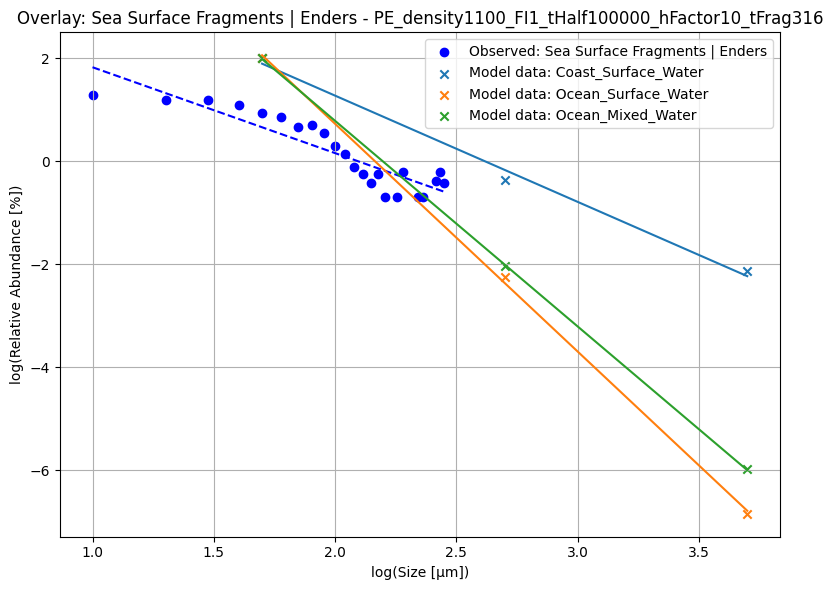 Overlay: Sea Surface Fragments | Enders - PE_density1100_FI1_tHalf100000_hFactor10_tFrag316
Observed: Sea Surface Fragments | Enders
Model data: Coast_Surface_Water
Model data: Ocean_Surface_Water
Model data: Ocean_Mixed_Water
log(Relative Abundance [%])
2
0
−2
−4
−6
1.0 1.5 2.0 2.5 3.0 3.5
log(Size [μm])